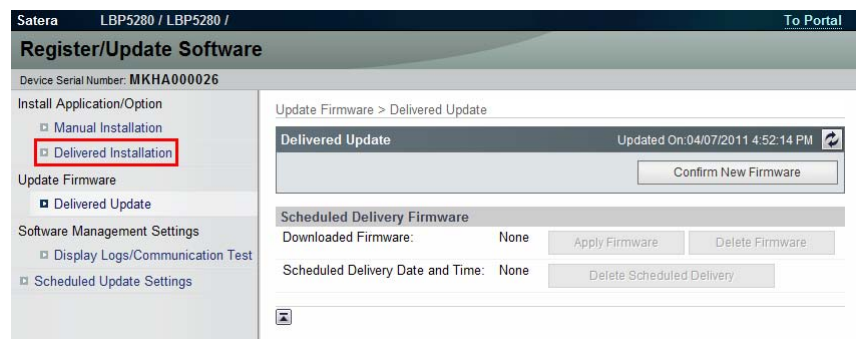 Satera LBP5280 / LBP5280 / To Portal
Register/Update Software
Device Serial Number: MKHA000026
Install Application/Option
Manual Installation
Delivered Installation
Update Firmware
Delivered Update
Software Management Settings
Display Logs/Communication Test
Scheduled Update Settings
Update Firmware > Delivered Update
Delivered Update Updated On:04/07/2011 4:52:14 PM
Confirm New Firmware
Scheduled Delivery Firmware
Downloaded Firmware: None Apply Firmware Delete Firmware
Scheduled Delivery Date and Time: None Delete Scheduled Delivery